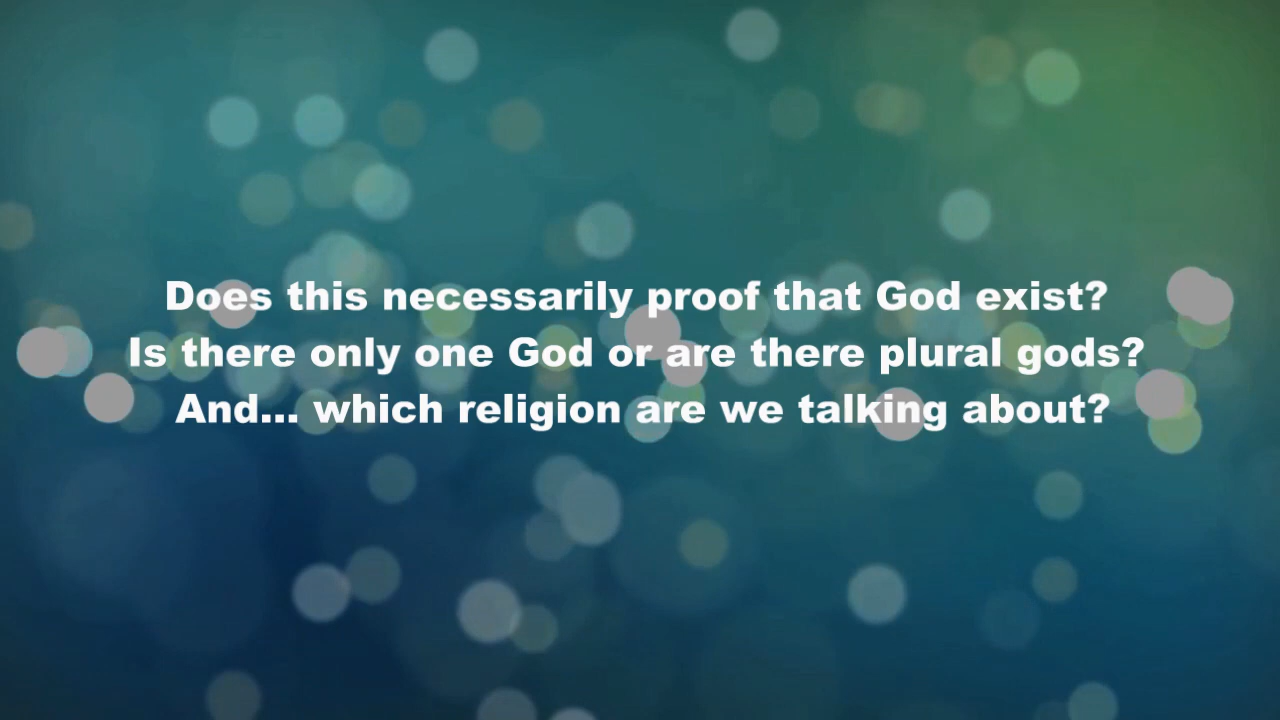 Does this necessarily proof that God exist?
Is there only one God or are there plural gods?
And... which religion are we talking about?